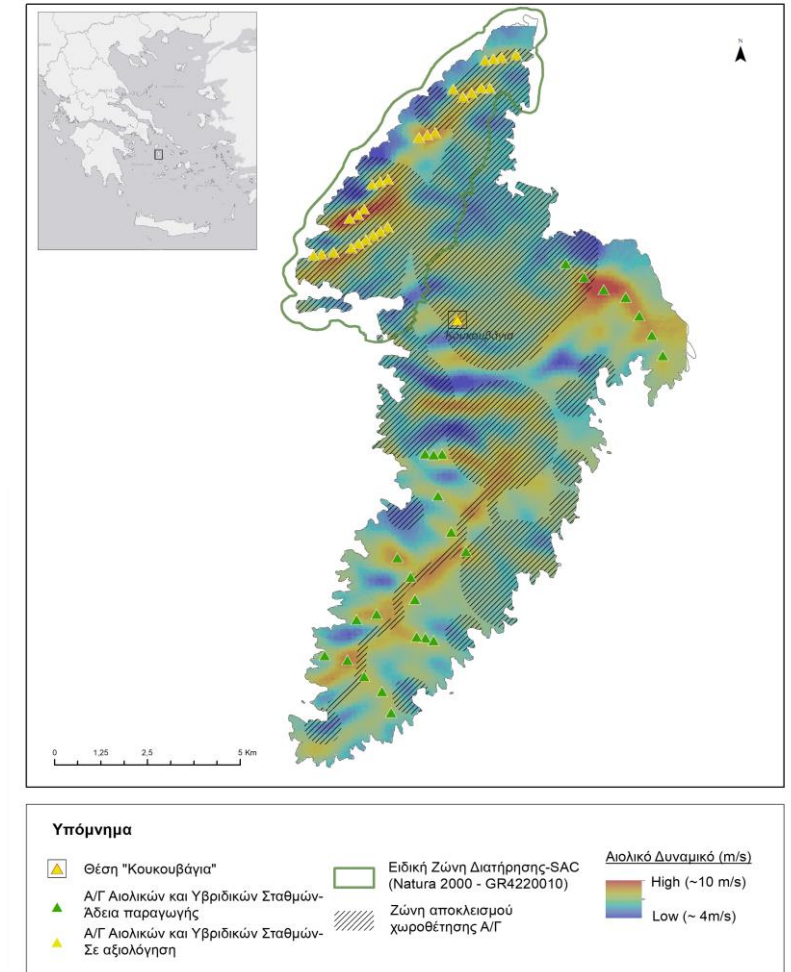 N
Κουκουβάγια
0 1,25 2,5 5 Km
Υπόμνημα
Θέση "Κουκουβάγια"
Α/Γ Αιολικών και Υβριδικών Σταθμών-
Άδεια παραγωγής
Α/Γ Αιολικών και Υβριδικών Σταθμών-
Σε αξιολόγηση
Ειδική Ζώνη Διατήρησης-SAC
(Natura 2000 - GR4220010)
Ζώνη αποκλεισμού
χωροθέτησης Α/Γ
Αιολικό Δυναμικό (m/s)
High (~10 m/s)
Low (~ 4m/s)